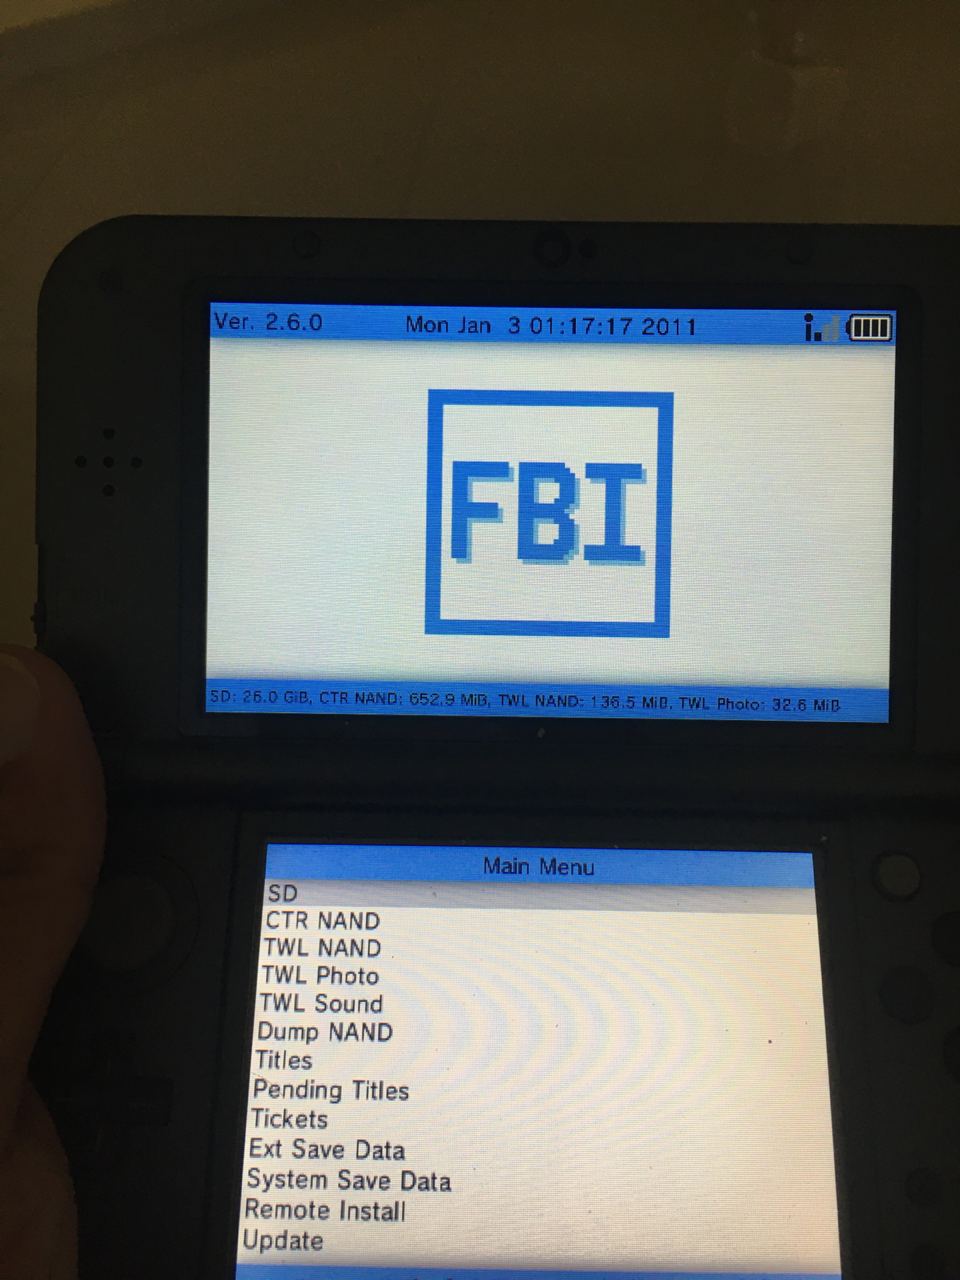 Ver. 2.6.0 Mon Jan 3 01:17:17 2011
FBI
SD: 26.0 GiB, CTR NAND: 652.9 MiB, TWL NAND: 136.5 MiB, TWL Photo: 32.6 MiB
Main Menu
SD
CTR NAND
TWL NAND
TWL Photo
TWL Sound
Dump NAND
Titles
Pending Titles
Tickets
Ext Save Data
System Save Data
Remote Install
Update